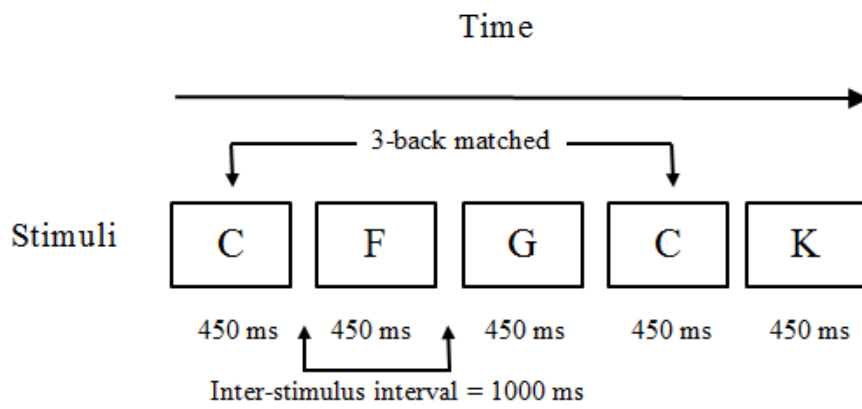 Time
3-back matched
Stimuli C F G C K
450 ms 450 ms 450 ms 450 ms 450 ms
Inter-stimulus interval = 1000 ms